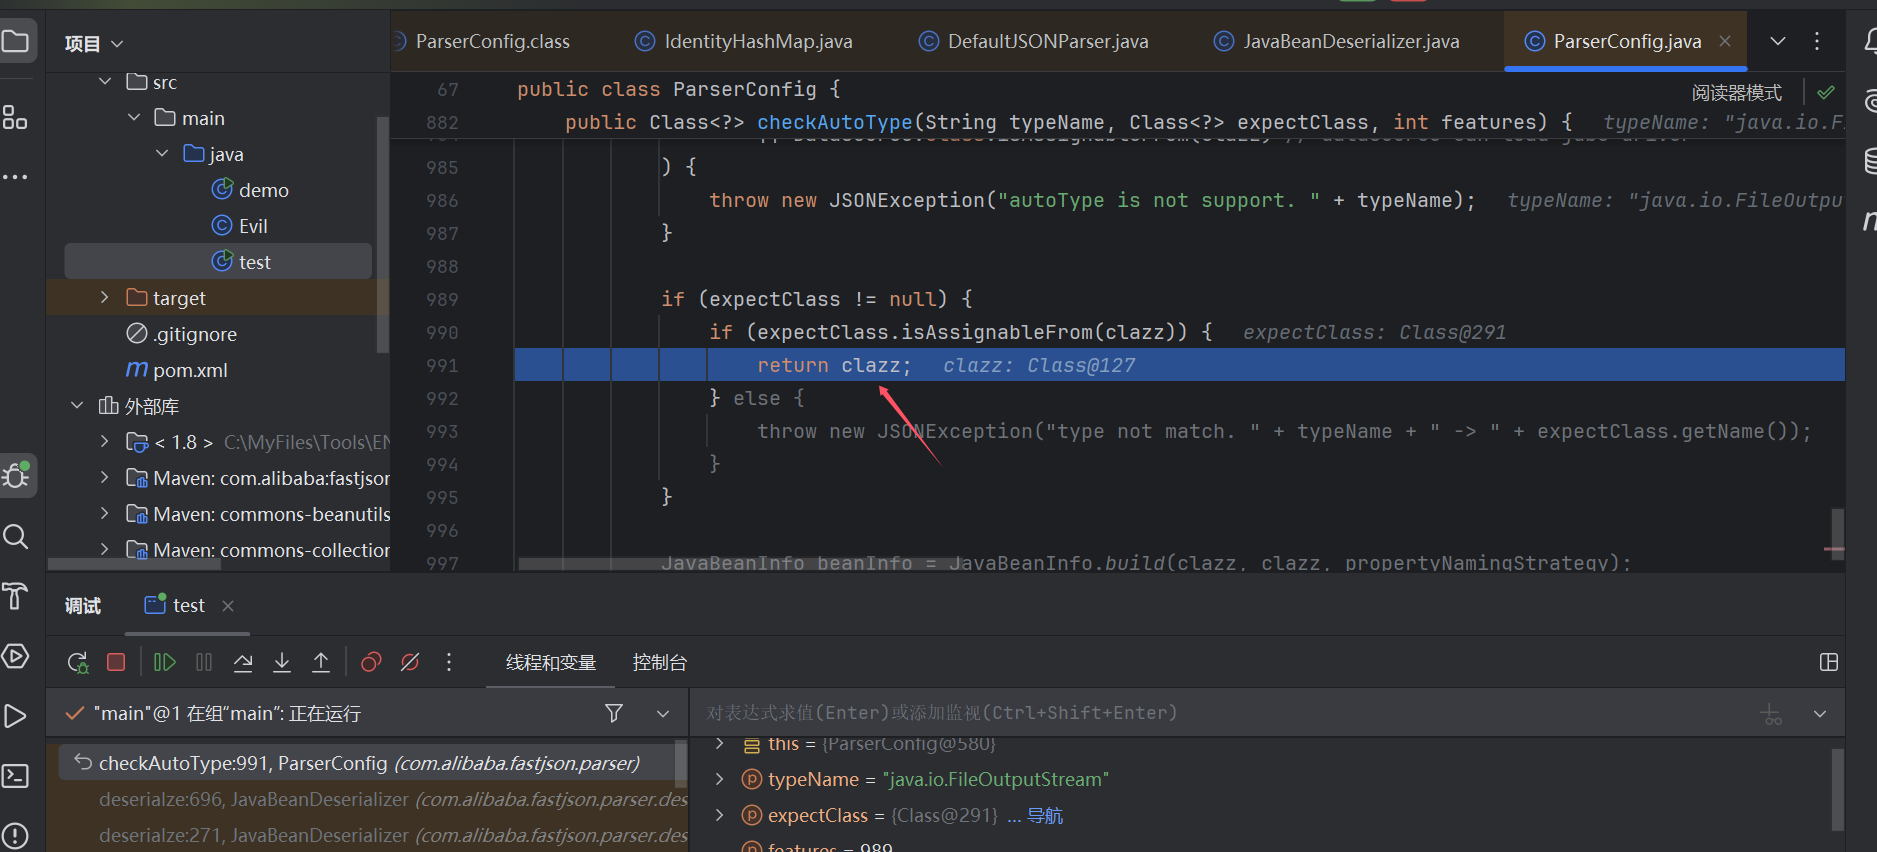 项目
ParserConfig.class
IdentityHashMap.java
DefaultJSONParser.java
JavaBeanDeserializer.java
ParserConfig.java
src
main
java
demo
Evil
test
target
.gitignore
pom.xml
外部库
< 1.8 > C:\MyFiles\Tools\EN
Maven: com.alibaba:fastjson
Maven: commons-beanutils
Maven: commons-collection
阅读器模式
67 public class ParserConfig {
882 public Class<?> checkAutoType(String typeName, Class<?> expectClass, int features) { typeName: "java.io.Fi
985 ) {
986 throw new JSONException("autoType is not support. " + typeName); typeName: "java.io.FileOutpu
987 }
988
989 if (expectClass != null) {
990 if (expectClass.isAssignableFrom(clazz)) { expectClass: Class@291
991 return clazz; clazz: Class@127
992 } else {
993 throw new JSONException("type not match. " + typeName + " -> " + expectClass.getName());
994 }
995 }
996
997 JavaBeanInfo beanInfo = JavaBeanInfo.build(clazz, clazz, propertyNamingStrategy);
调试
test
线程和变量
控制台
"main"@1 在组"main": 正在运行
对表达式求值(Enter)或添加监视(Ctrl+Shift+Enter)
checkAutoType:991, ParserConfig (com.alibaba.fastjson.parser)
deserialze:696, JavaBeanDeserializer (com.alibaba.fastjson.parser.des
deserialze:271, JavaBeanDeserializer (com.alibaba.fastjson.parser.des
this = {ParserConfig@580}
typeName = "java.io.FileOutputStream"
expectClass = {Class@291} ... 导航
features = 989